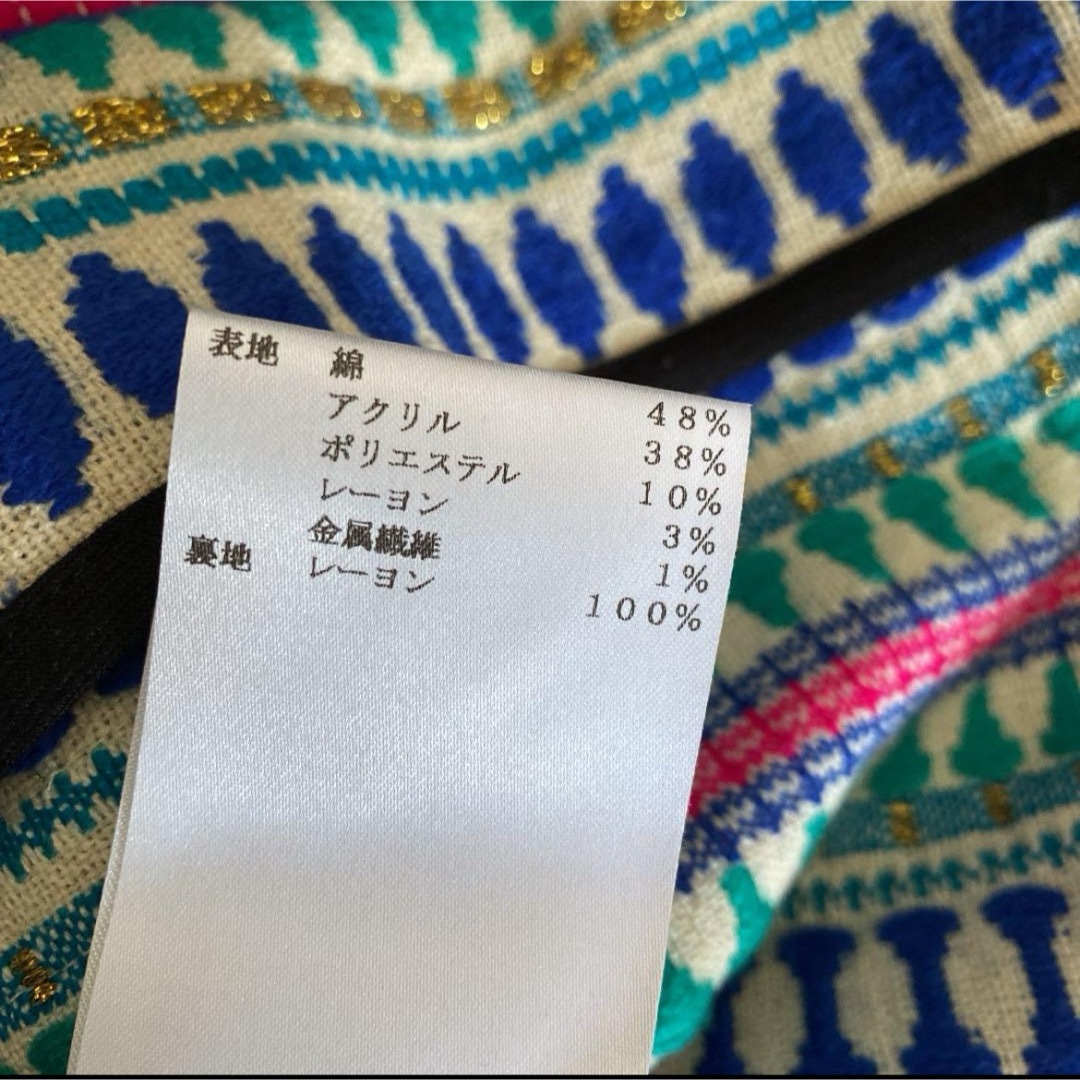 表地 綿 48%
アクリル 38%
ポリエステル 10%
レーヨン 3%
金属繊維 1%
裏地 レーヨン 100%